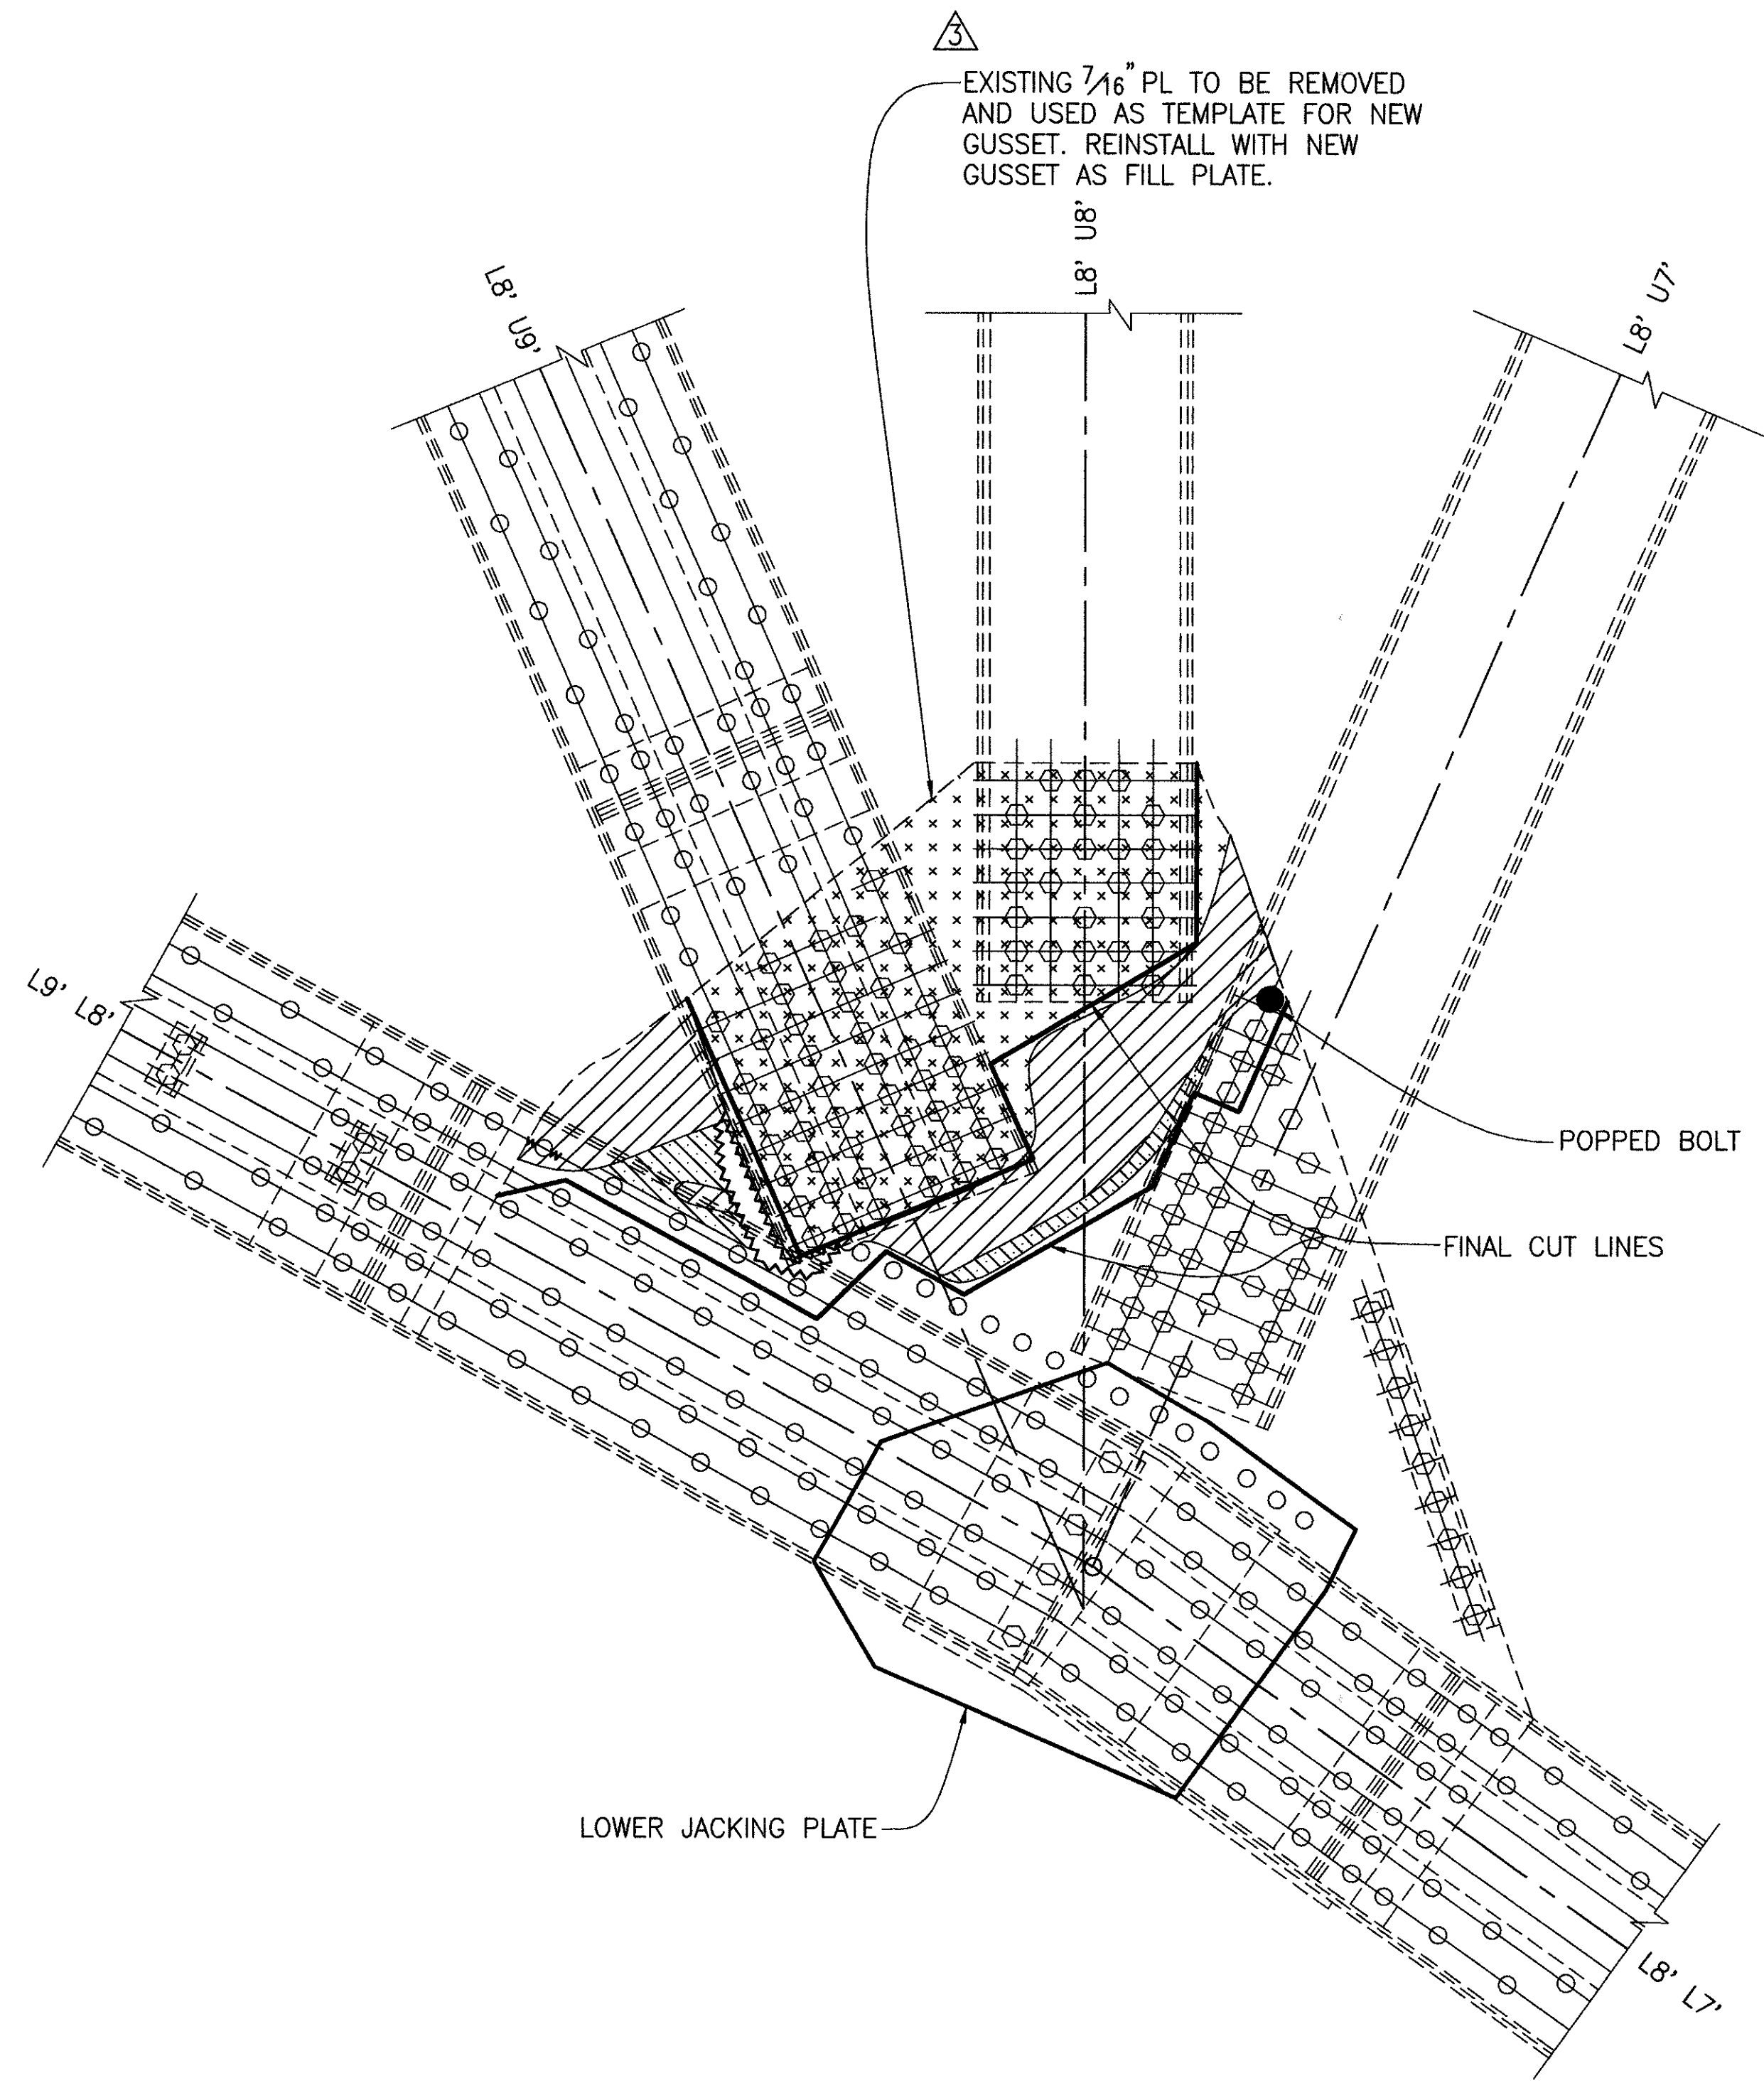 3
EXISTING 7/16" PL TO BE REMOVED
AND USED AS TEMPLATE FOR NEW
GUSSET. REINSTALL WITH NEW
GUSSET AS FILL PLATE.
L8' U9'
L8' U8'
L8' U7'
L9' L8'
POPPED BOLT
FINAL CUT LINES
LOWER JACKING PLATE
L8' L7'